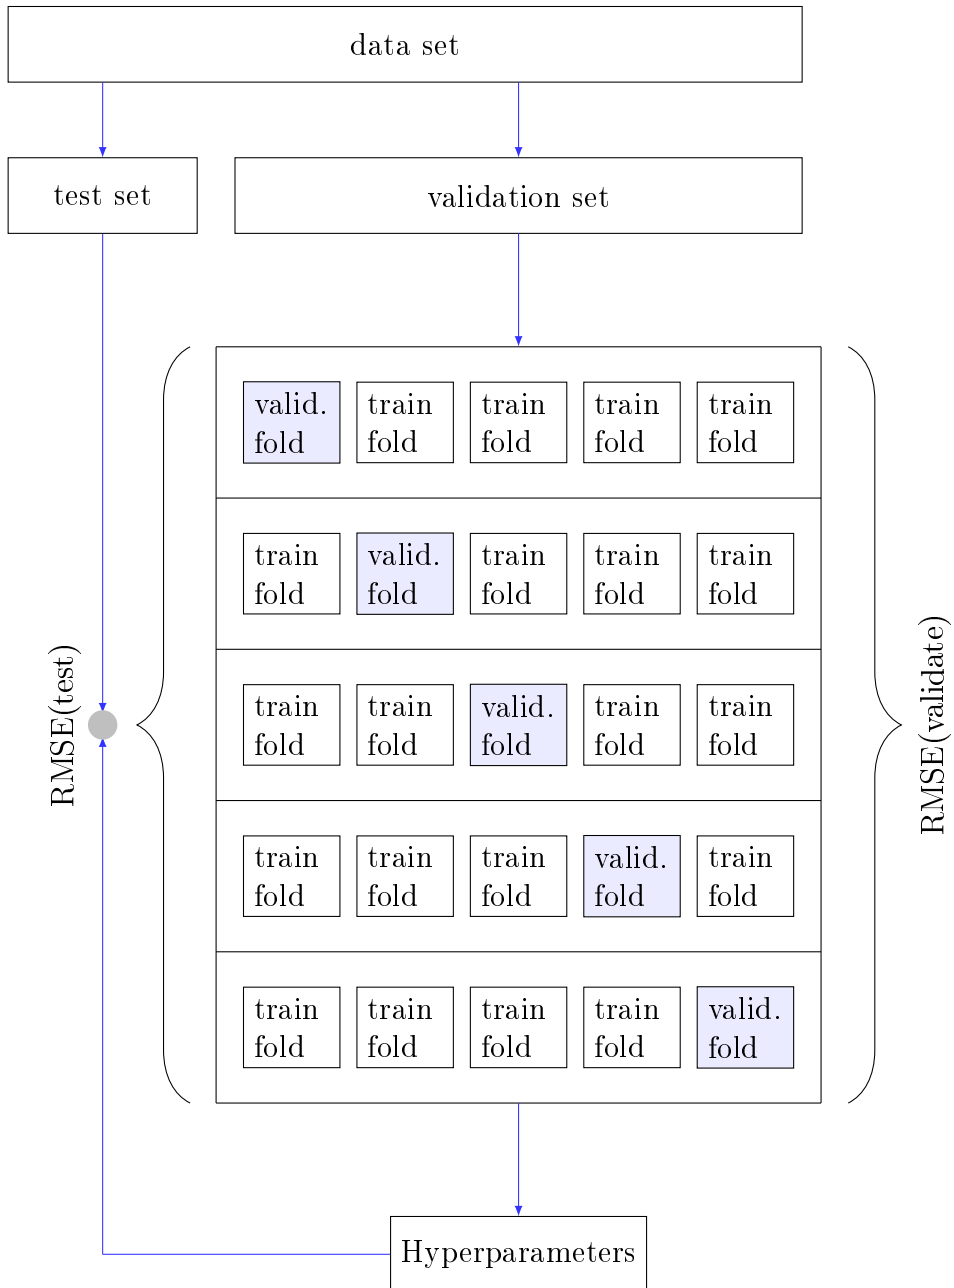 data set
test set
validation set
valid. train train train train
fold fold fold fold fold
train valid. train train train
fold fold fold fold fold
RMSE(test)
train train valid. train train
fold fold fold fold fold
RMSE(validate)
train train train valid. train
fold fold fold fold fold
train train train train valid.
fold fold fold fold fold
Hyperparameters